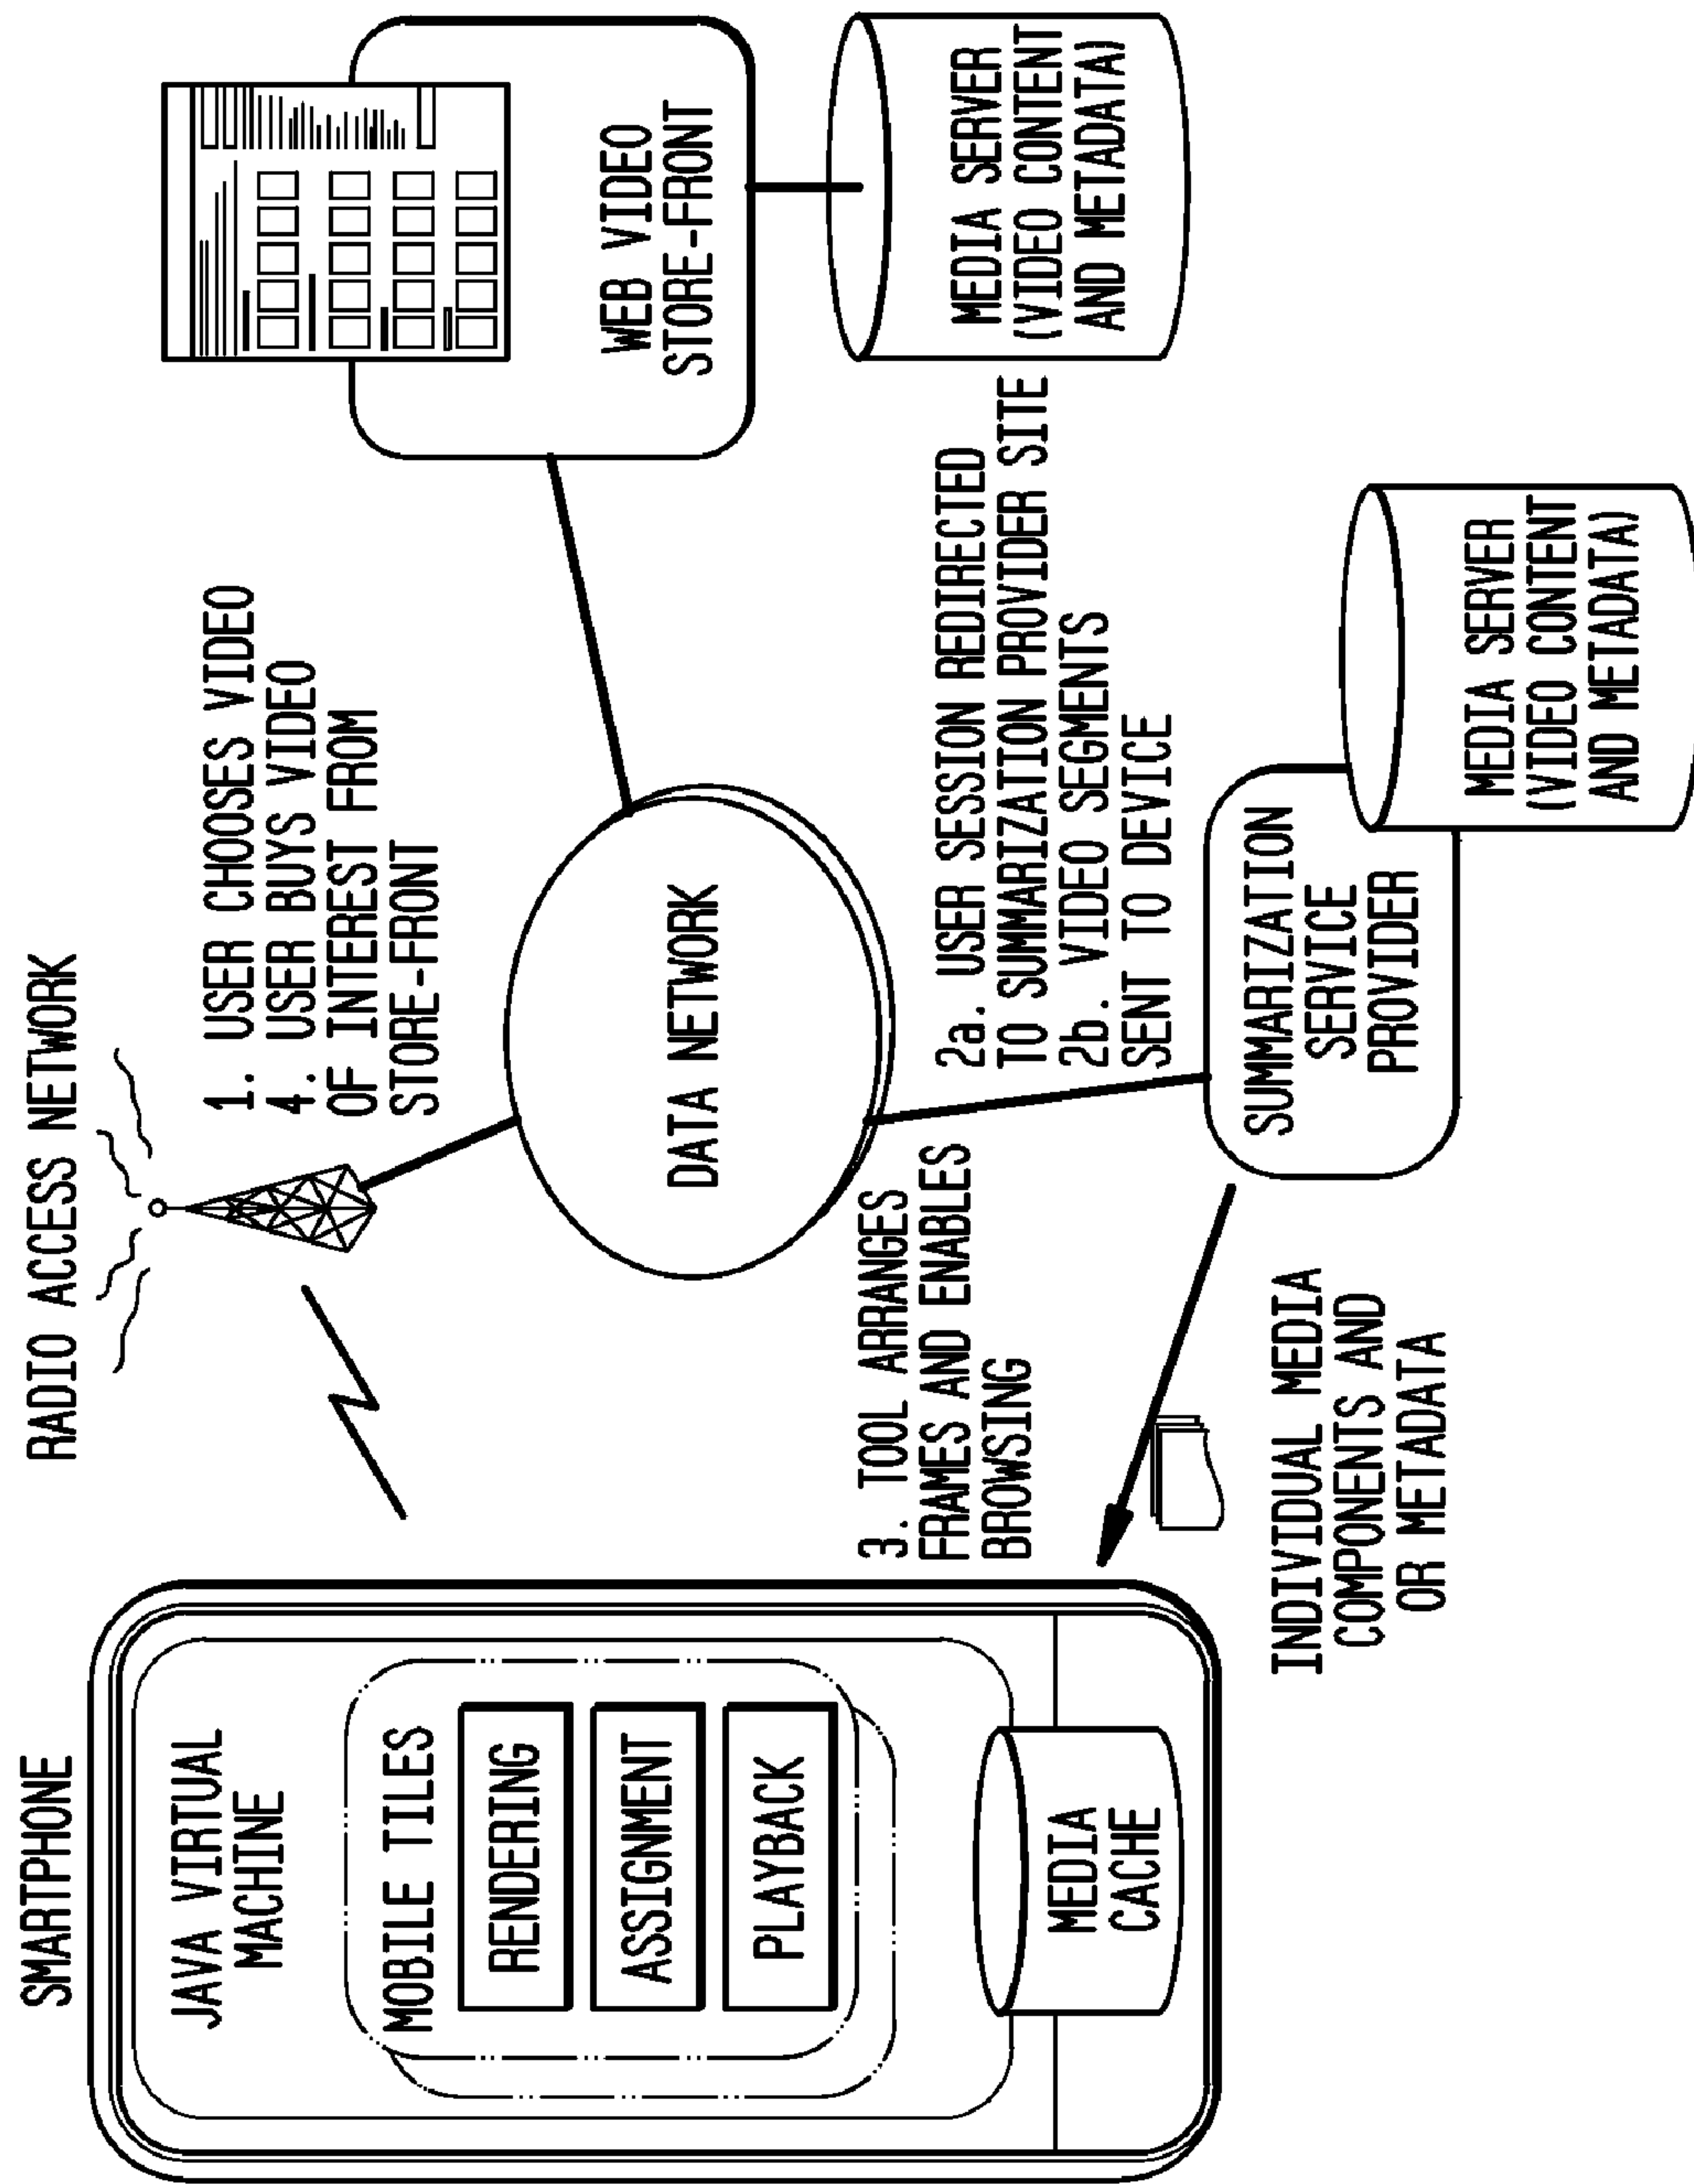 SMARTPHONE
JAVA VIRTUAL
MACHINE
MOBILE TILES
RENDERING
ASSIGNMENT
PLAYBACK
MEDIA
CACHE
RADIO ACCESS NETWORK
1. USER CHOOSES VIDEO
4. USER BUYS VIDEO
OF INTEREST FROM
STORE-FRONT
DATA NETWORK
3. TOOL ARRANGES
FRAMES AND ENABLES
BROWSING
INDIVIDUAL MEDIA
COMPONENTS AND
OR METADATA
2a. USER SESSION REDIRECTED
TO SUMMARIZATION PROVIDER SITE
2b. VIDEO SEGMENTS
SENT TO DEVICE
SUMMARIZATION
SERVICE
PROVIDER
MEDIA SERVER
(VIDEO CONTENT
AND METADATA)
WEB VIDEO
STORE-FRONT
MEDIA SERVER
(VIDEO CONTENT
AND METADATA)